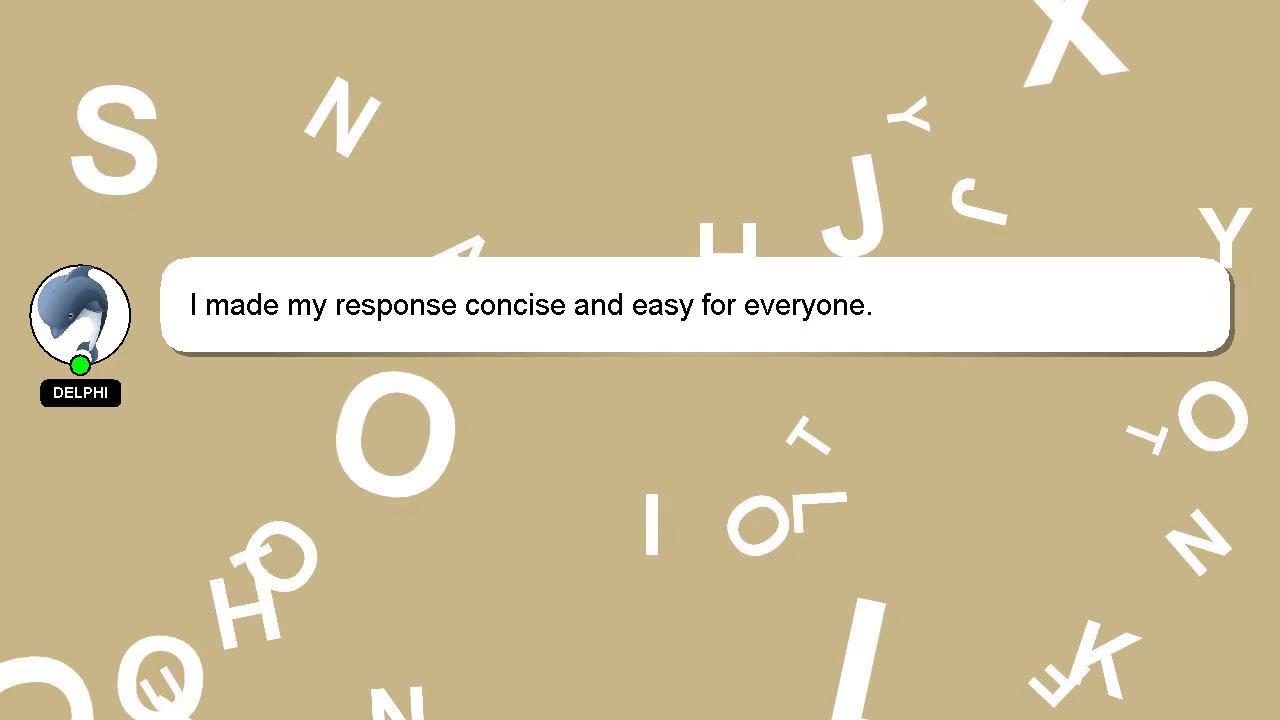 S
N
X
Y
J
J
Y
A
H
I made my response concise and easy for everyone.
DELPHI
O
T
T
O
I
O
L
N
O
T
H
K
E
O
N